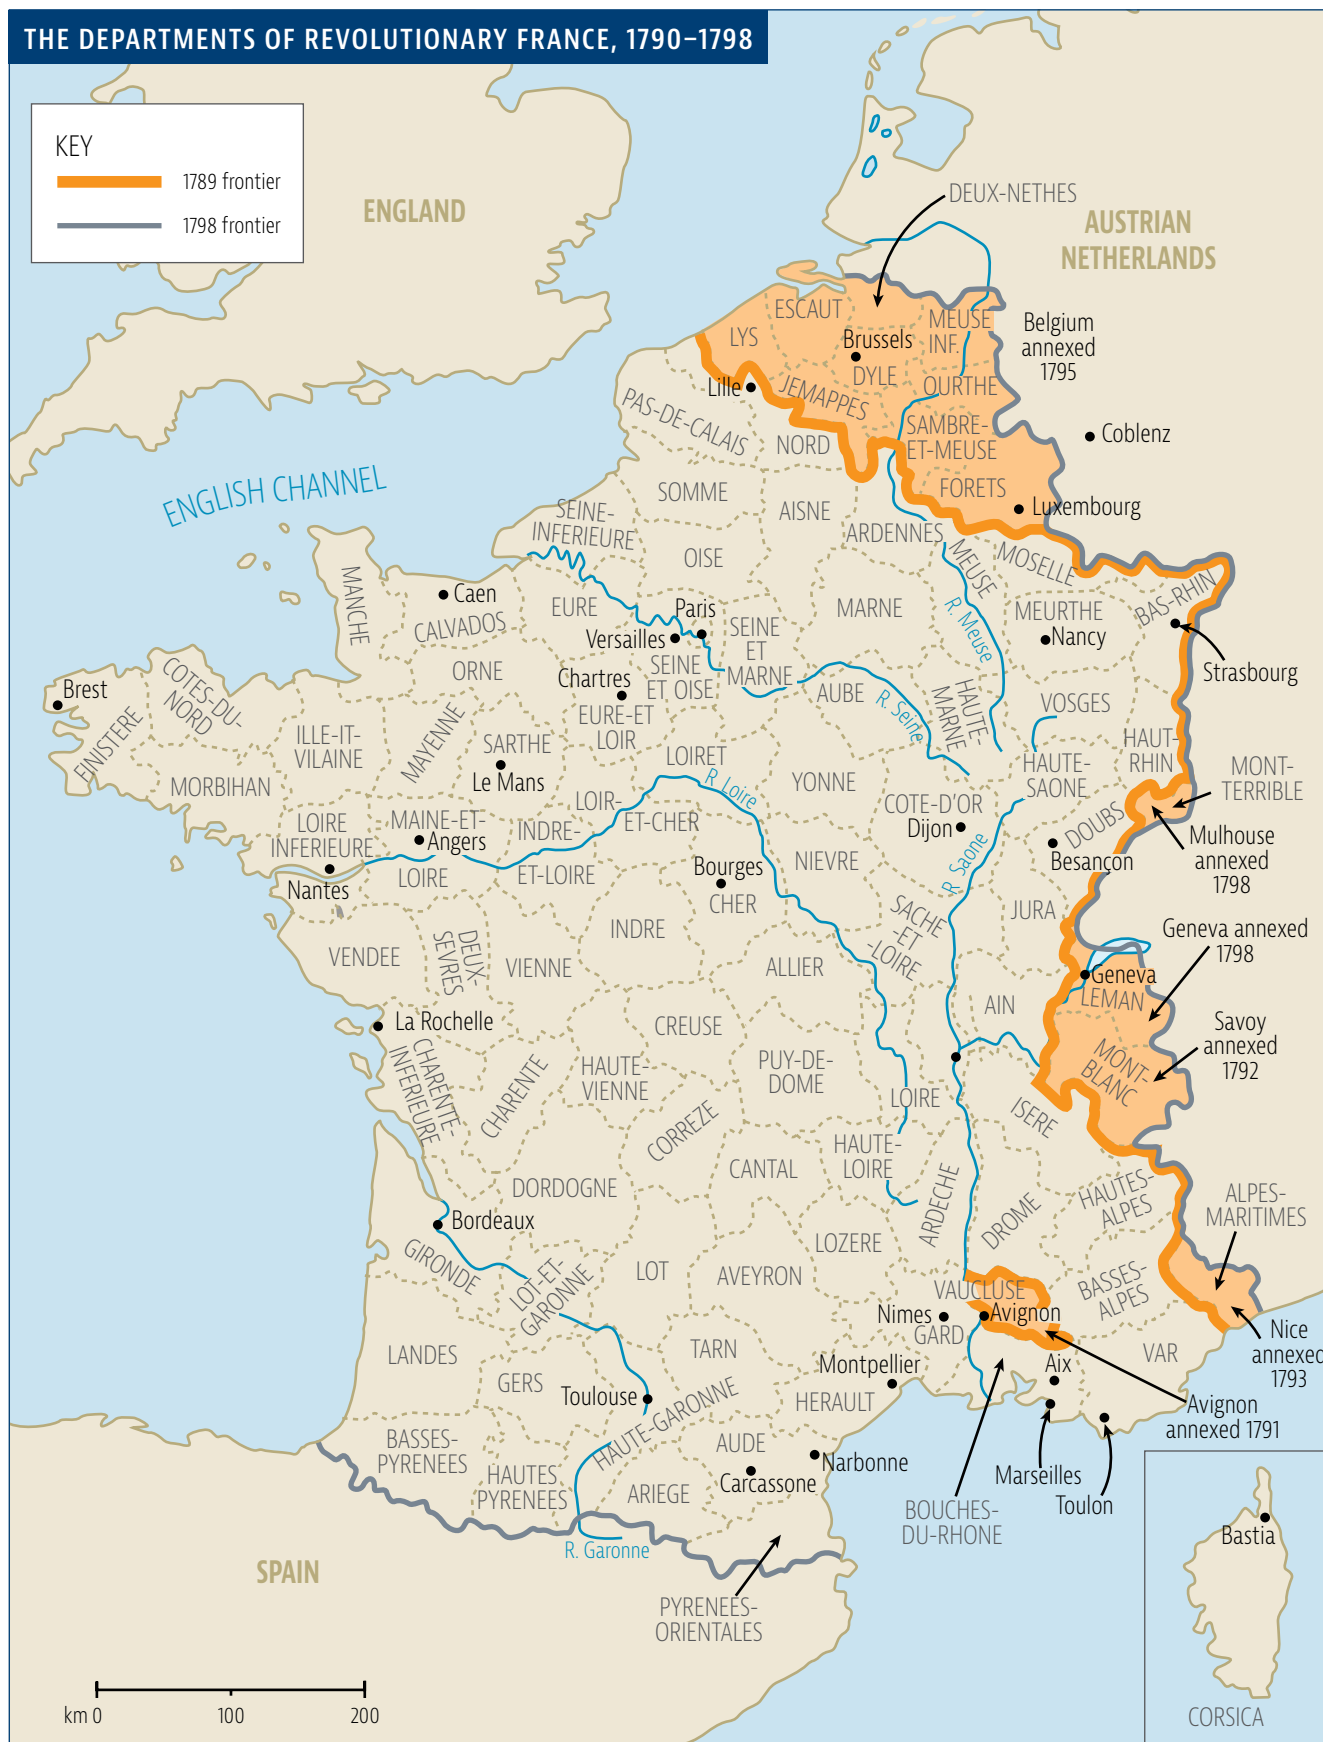 THE DEPARTMENTS OF REVOLUTIONARY FRANCE, 1790–1798
KEY
1789 frontier
1798 frontier
ENGLAND
DEUX-NETHES
AUSTRIAN
NETHERLANDS
ESCAUT
LYS
MEUSE
INF.
Brussels
DYLE
Belgium
annexed
1795
Lille
JEMAPPES
OURTHE
PAS-DE-CALAIS
NORD
SAMBRE-
ET-MEUSE
Coblenz
ENGLISH CHANNEL
SOMME
AISNE
FORETS
Luxembourg
SEINE-
INFERIEURE
OISE
ARDENNES
MEUSE
MOSELLE
MANCHE
Caen
CALVADOS
EURE
Paris
Versailles
SEINE
ET
MARNE
MARNE
R. Meuse
MEURTHE
Nancy
BAS-RHIN
Strasbourg
ORNE
Chartres
SEINE
ET OISE
EURE-ET
LOIR
AUBE
R. Seine
HAUTE-
MARNE
VOSGES
Brest
FINISTERE
COTES-DU-
NORD
ILLE-IT-
VILAINE
MAYENNE
SARTHE
Le Mans
LOIRET
R. Loire
YONNE
HAUTE-
SAONE
HAUT-
RHIN
MONT-
TERRIBLE
MORBIHAN
LOIRE
INFERIEURE
MAINE-ET-
Angers
LOIRE
INDRE-
ET-LOIRE
LOIR-
ET-CHER
COTE-D'OR
Dijon
DOUBS
Besançon
Mulhouse
annexed
1798
Nantes
Bourges
CHER
NIEVRE
R. Saone
SACHE
-ET
-LOIRE
JURA
Geneva annexed
1798
VENDEE
DEUX-
SEVRES
VIENNE
INDRE
ALLIER
Geneva
LEMAN
La Rochelle
CHARENTE-
INFERIEURE
CHARENTE
HAUTE-
VIENNE
CREUSE
PUY-DE-
DOME
AIN
Savoy
annexed
1792
MONT-
BLANC
LOIRE
ISERE
CORREZE
CANTAL
HAUTE-
LOIRE
ARDECHE
DROME
HAUTES-
ALPES
ALPES-
MARITIMES
DORDOGNE
Bordeaux
GIRONDE
LOT-ET-
GARONNE
LOT
AVEYRON
LOZERE
VAUCLUSE
Avignon
BASSES-
ALPES
Nimes
GARD
Nice
annexed
1793
LANDES
GERS
Toulouse
TARN
Montpellier
HERAULT
Aix
VAR
Avignon
annexed 1791
HAUTE-GARONNE
BASSES-
PYRENEES
HAUTES
PYRENEES
ARIEGE
AUDE
Carcassone
Narbonne
Marseilles
Toulon
BOUCHES-
DU-RHONE
R. Garonne
SPAIN
PYRENEES-
ORIENTALES
Bastia
CORSICA
km 0 100 200